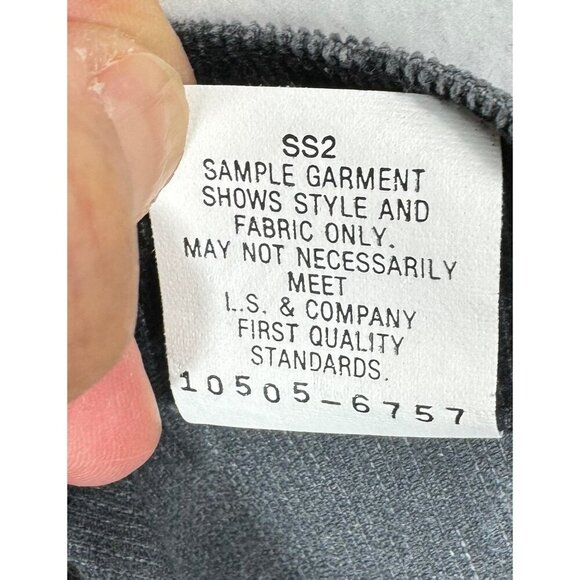 SS2
SAMPLE GARMENT
SHOWS STYLE AND
FABRIC ONLY.
MAY NOT NECESSARILY
MEET
L.S. & COMPANY
FIRST QUALITY
STANDARDS.
10505-6757